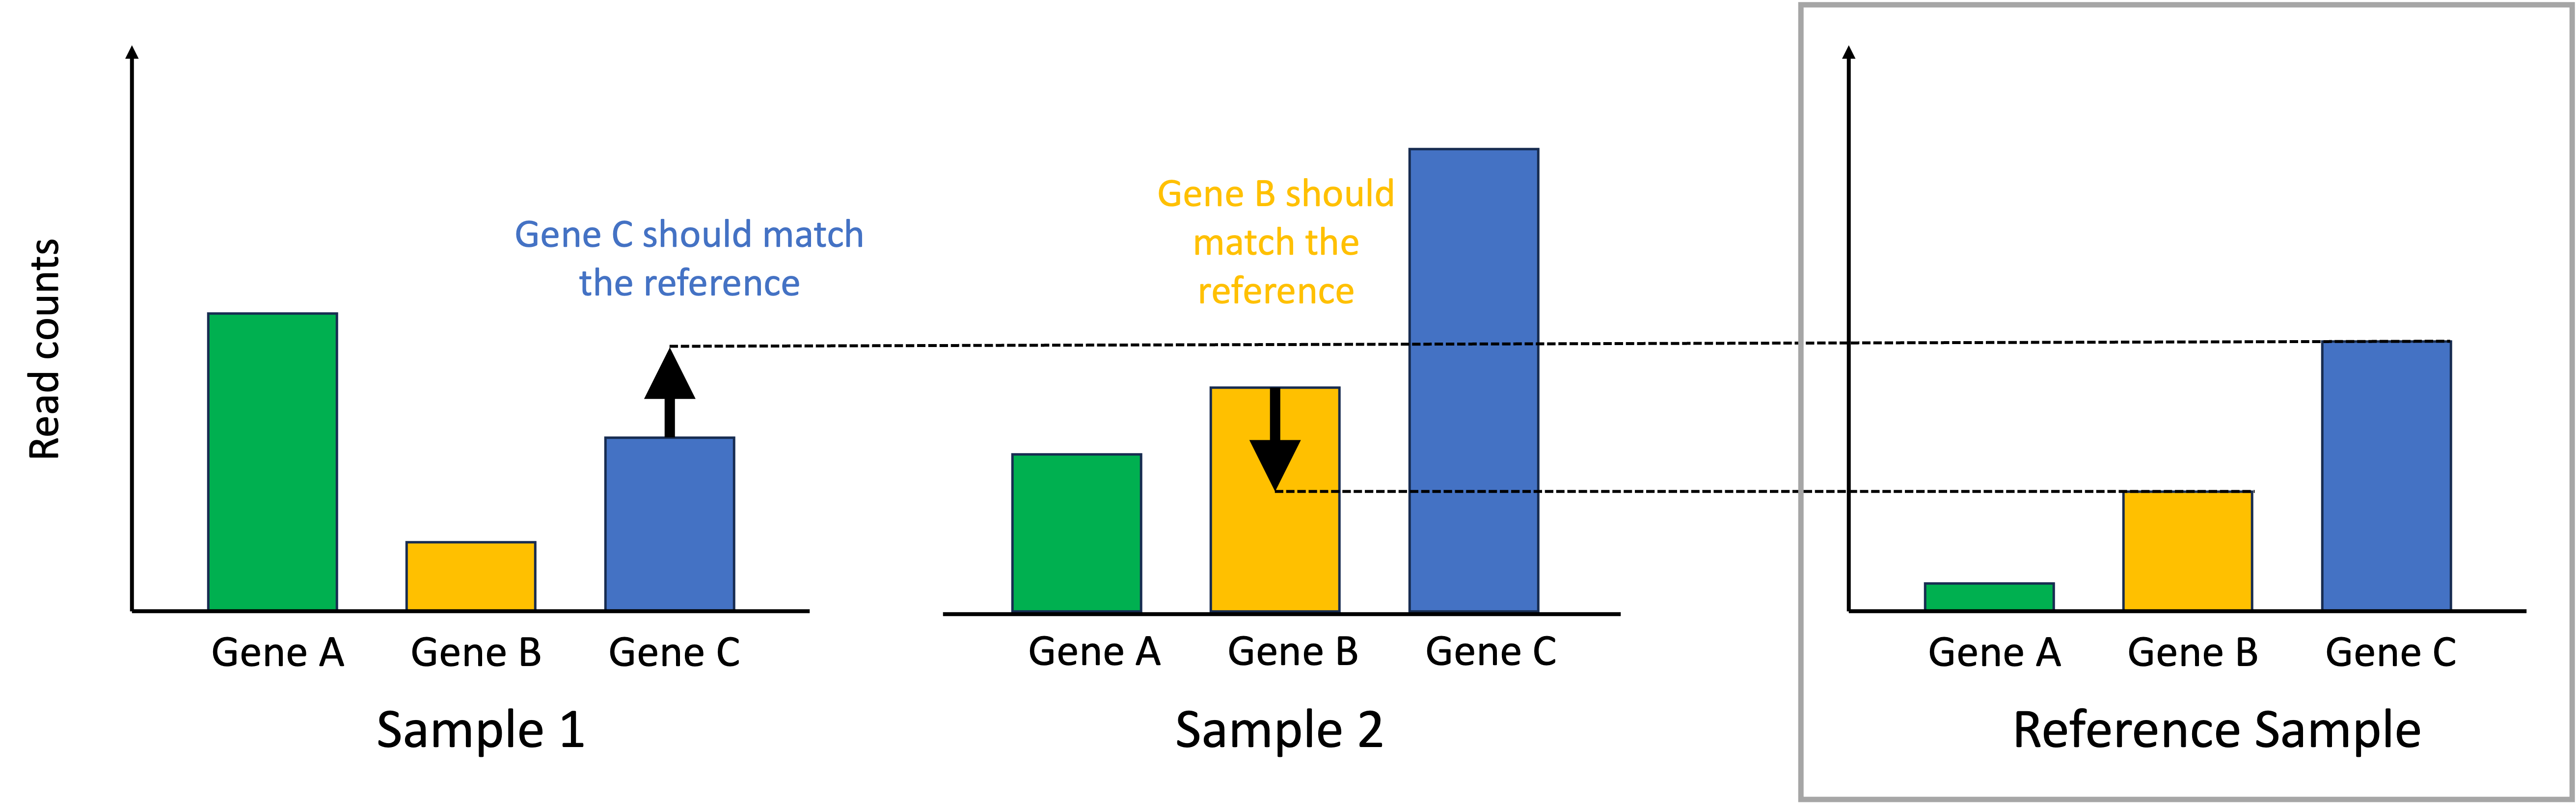 Read counts
Gene C should match
the reference
Gene A
Gene B
Gene C
Sample 1
Gene B should
match the
reference
Gene A
Gene B
Gene C
Sample 2
Gene A
Gene B
Gene C
Reference Sample